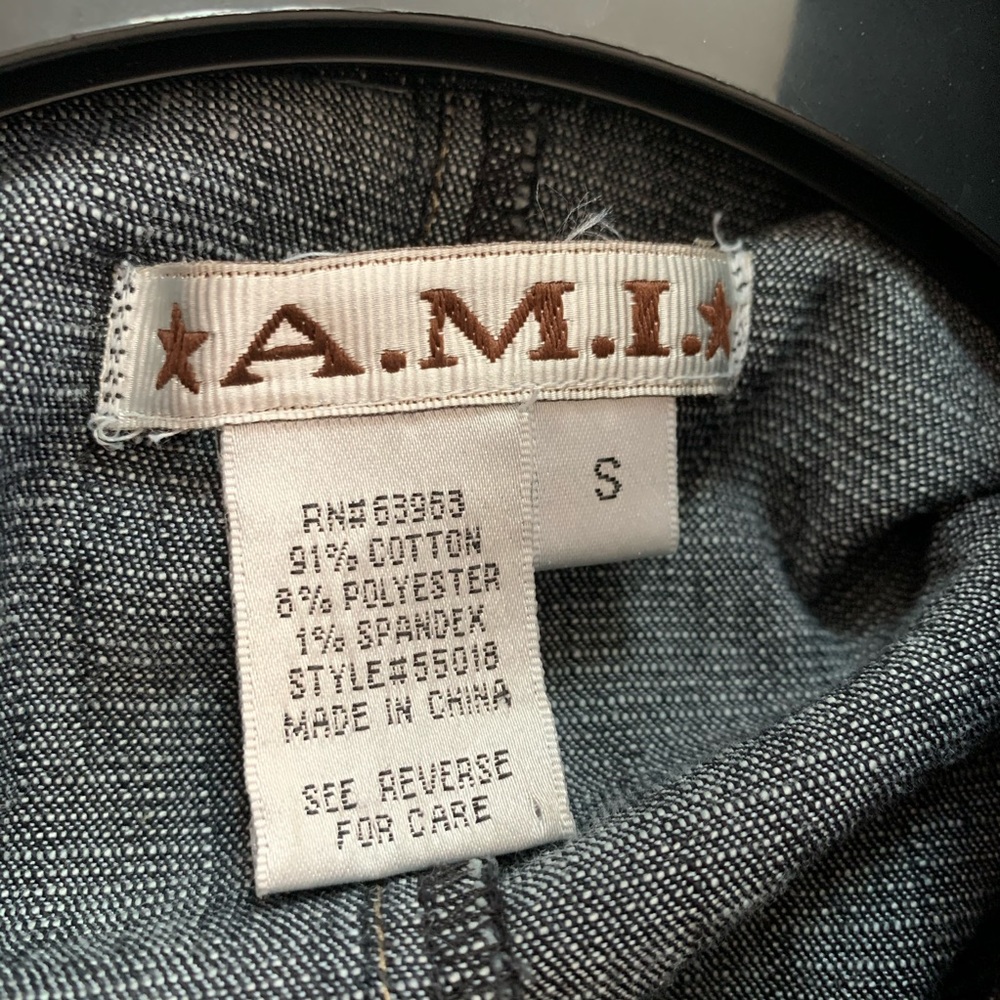 A.M.I.
S
RN#63963
91% COTTON
8% POLYESTER
1% SPANDEX
STYLE#55018
MADE IN CHINA
SEE REVERSE
FOR CARE